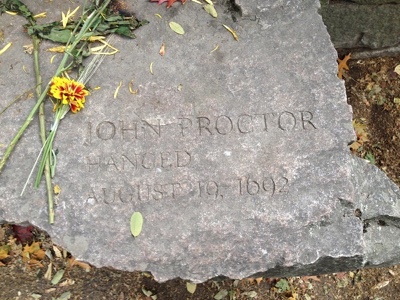 JOHN PROCTOR
HANGED
AUGUST 19, 1692